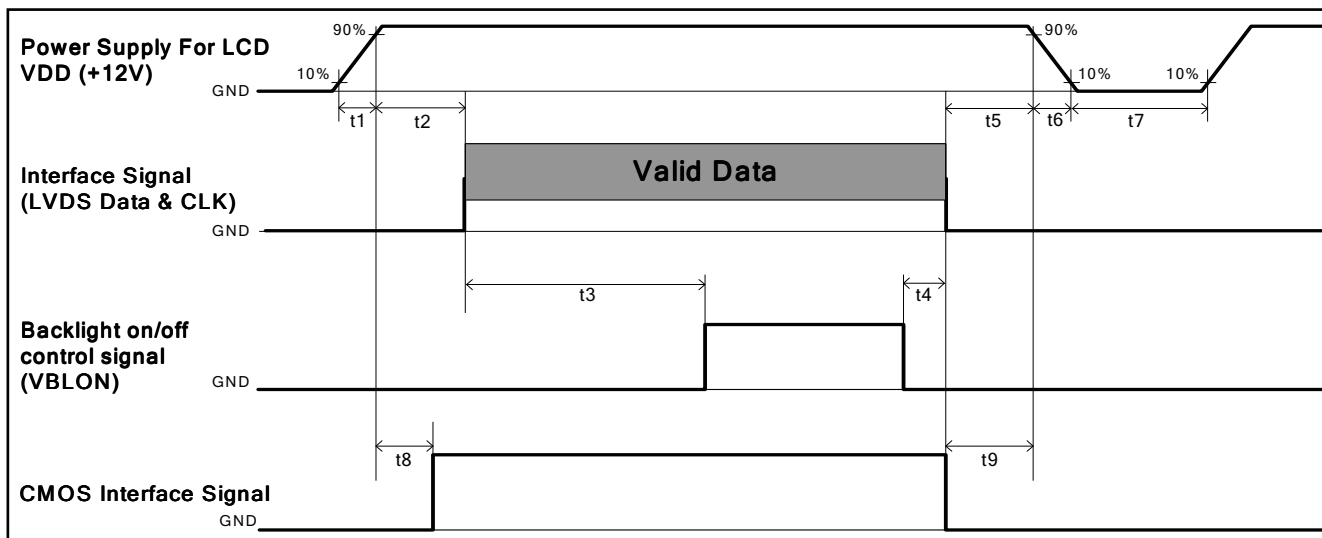 Power Supply For LCD
VDD (+12V)
90%
10%
GND
90%
10%
10%
t1
t2
t5
t6
t7
Interface Signal
(LVDS Data & CLK)
Valid Data
GND
t3
t4
Backlight on/off
control signal
(VBLON)
GND
t8
t9
CMOS Interface Signal
GND